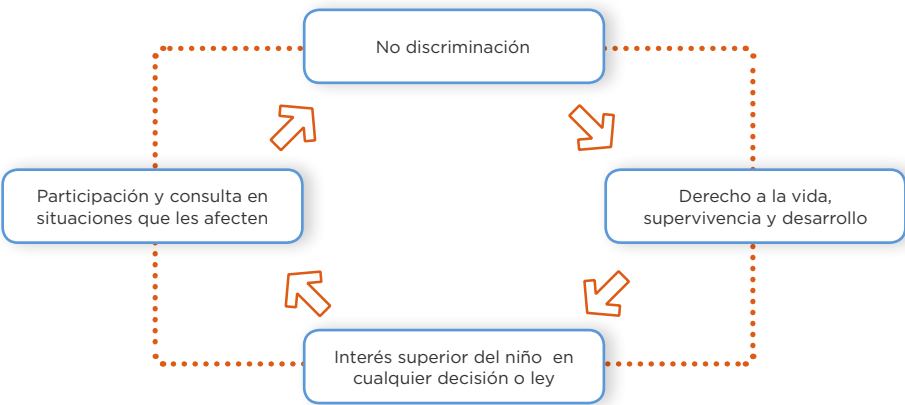 No discriminación
Participación y consulta en
situaciones que les afecten
Derecho a la vida,
supervivencia y desarrollo
Interés superior del niño en
cualquier decisión o ley